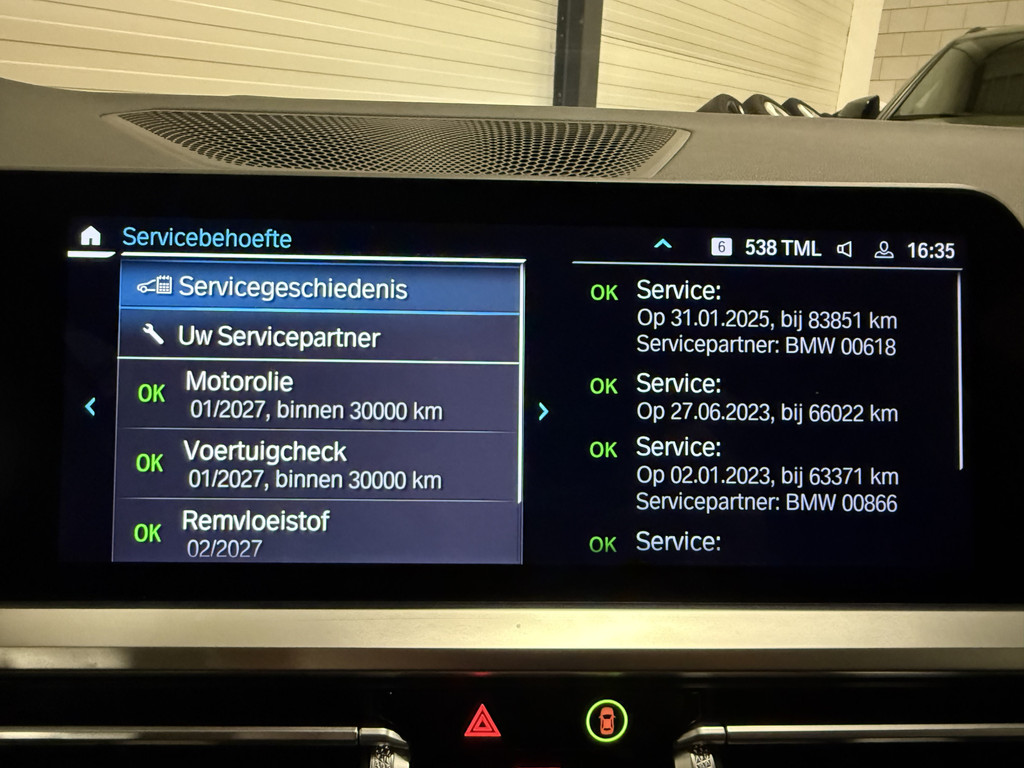 Servicebehoefte
6 538 TML 16:35
Servicegeschiedenis
Uw Servicepartner
OK Motorolie
01/2027, binnen 30000 km
OK Voertuigcheck
01/2027, binnen 30000 km
OK Remvloeistof
02/2027
OK Service:
Op 31.01.2025, bij 83851 km
Servicepartner: BMW 00618
OK Service:
Op 27.06.2023, bij 66022 km
OK Service:
Op 02.01.2023, bij 63371 km
Servicepartner: BMW 00866
OK Service: